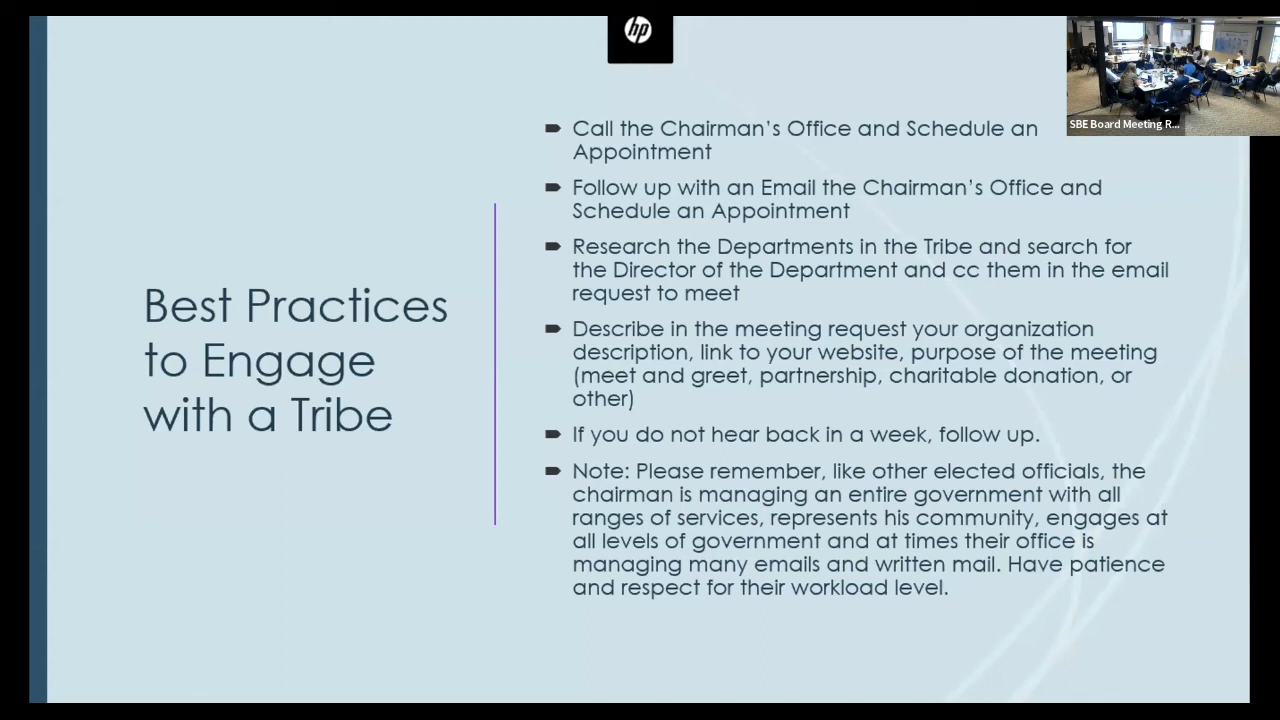 hp
SBE Board Meeting R...
Best Practices
to Engage
with a Tribe
Call the Chairman’s Office and Schedule an
Appointment
Follow up with an Email the Chairman’s Office and
Schedule an Appointment
Research the Departments in the Tribe and search for
the Director of the Department and cc them in the email
request to meet
Describe in the meeting request your organization
description, link to your website, purpose of the meeting
(meet and greet, partnership, charitable donation, or
other)
If you do not hear back in a week, follow up.
Note: Please remember, like other elected officials, the
chairman is managing an entire government with all
ranges of services, represents his community, engages at
all levels of government and at times their office is
managing many emails and written mail. Have patience
and respect for their workload level.